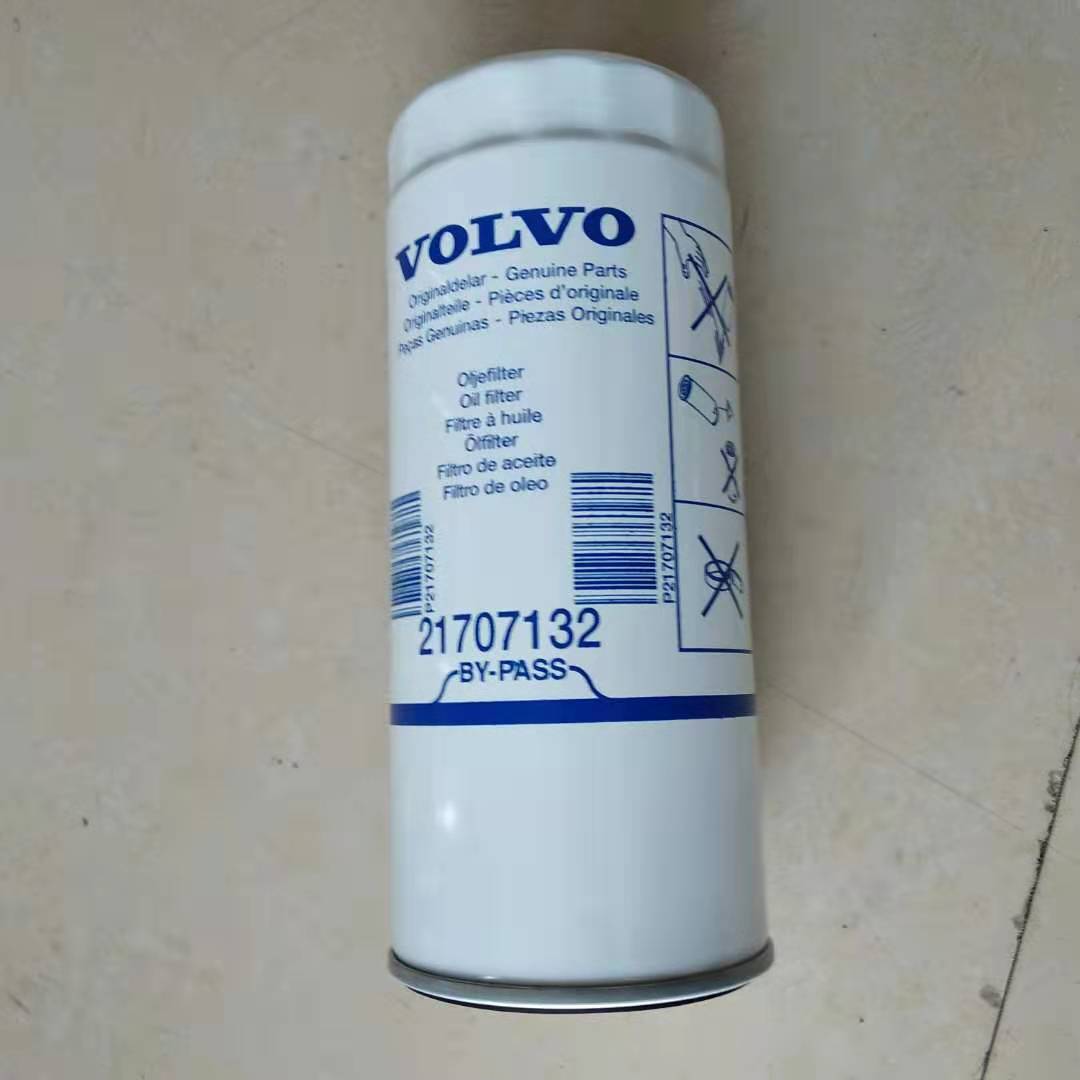 VOLVO
Originaldelar - Genuine Parts
Originalteile - Pièces d'originale
Peças Genuinas - Piezas Originales
Oljefilter
Oil filter
Filtre à huile
Ölfilter
Filtro de aceite
Filtro de oleo
P21707132
P21707132
21707132
BY-PASS